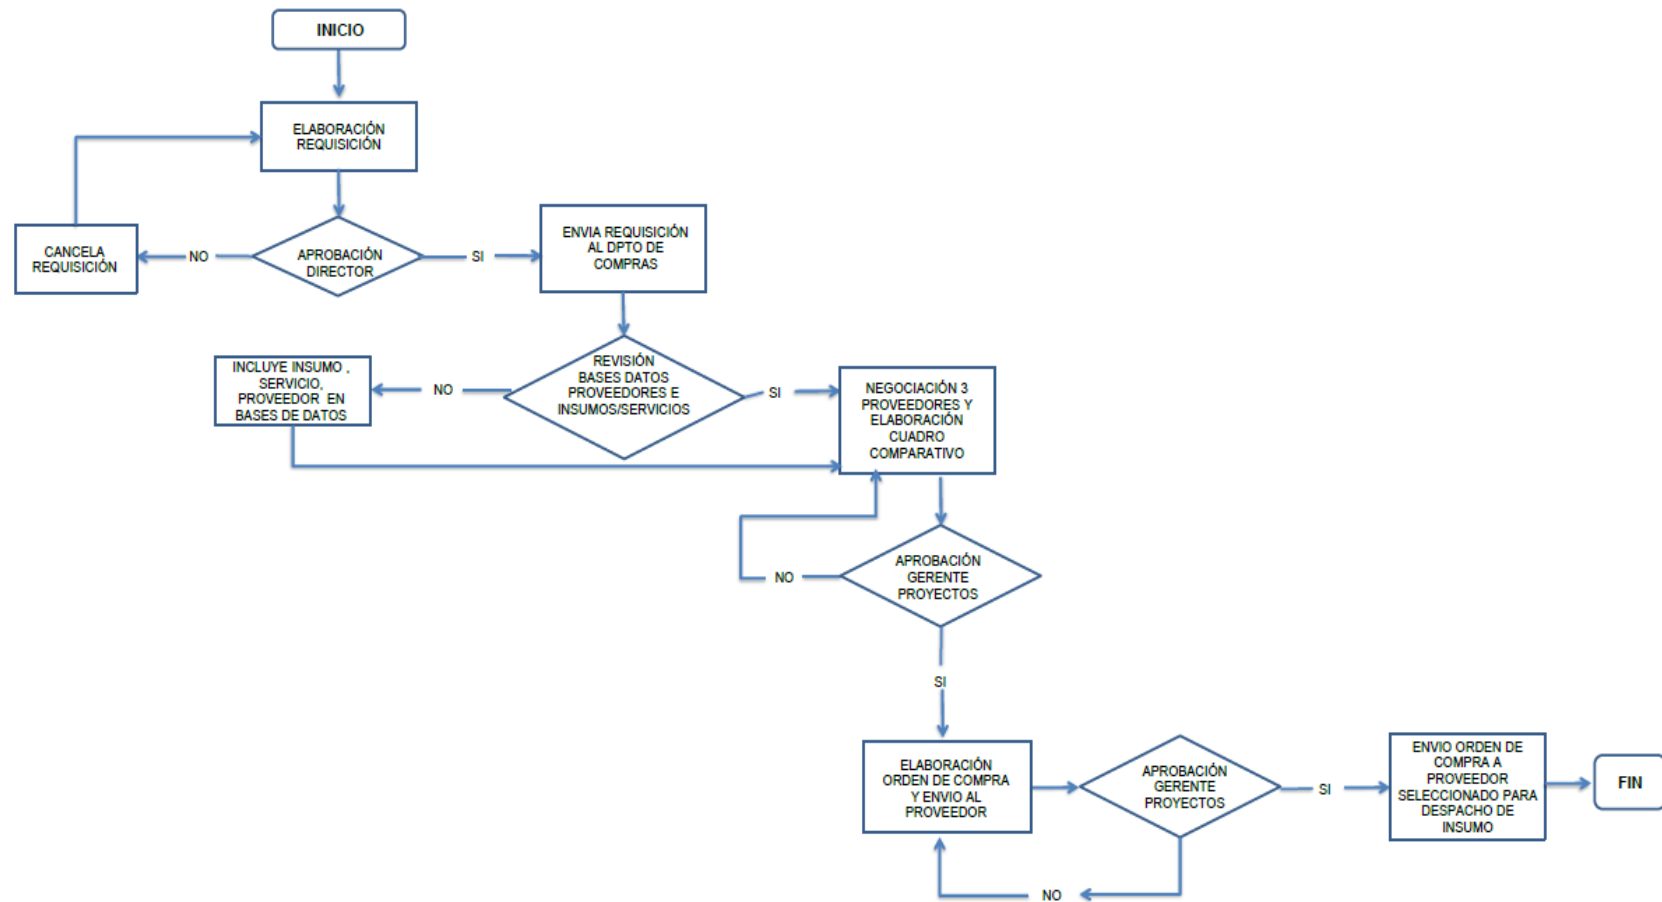 INICIO
ELABORACIÓN
REQUISICIÓN
CANCELA
REQUISICIÓN
NO
APROBACIÓN
DIRECTOR
SI
ENVIA REQUISICIÓN
AL DPTO DE
COMPRAS
INCLUYE INSUMO ,
SERVICIO,
PROVEEDOR EN
BASES DE DATOS
NO
REVISIÓN
BASES DATOS
PROVEEDORES E
INSUMOS/SERVICIOS
SI
NEGOCIACIÓN 3
PROVEEDORES Y
ELABORACIÓN
CUADRO
COMPARATIVO
NO
APROBACIÓN
GERENTE
PROYECTOS
SI
ELABORACIÓN
ORDEN DE COMPRA
Y ENVIO AL
PROVEEDOR
APROBACIÓN
GERENTE
PROYECTOS
SI
ENVIO ORDEN DE
COMPRA A
PROVEEDOR
SELECCIONADO PARA
DESPACHO DE
INSUMO
FIN
NO